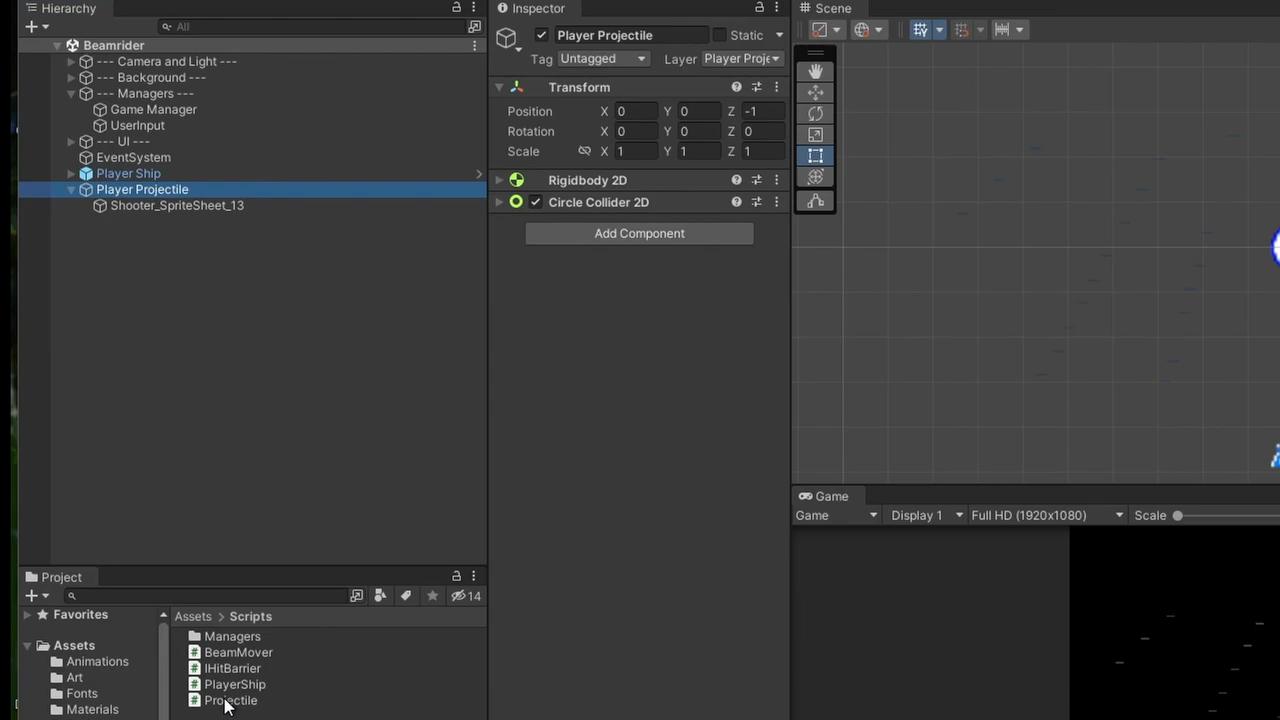 Hierarchy
All
Beamrider
--- Camera and Light ---
--- Background ---
--- Managers ---
Game Manager
UserInput
--- UI ---
EventSystem
Player Ship
Player Projectile
Shooter_SpriteSheet_13
Project
14
Favorites
Assets
Animations
Art
Fonts
Materials
Assets > Scripts
Managers
BeamMover
IHitBarrier
PlayerShip
Projectile
Inspector
Player Projectile Static
Tag Untagged Layer Player Proje
Transform
Position X 0 Y 0 Z -1
Rotation X 0 Y 0 Z 0
Scale X 1 Y 1 Z 1
Rigidbody 2D
Circle Collider 2D
Add Component
Scene
Game
Game Display 1 Full HD (1920x1080) Scale